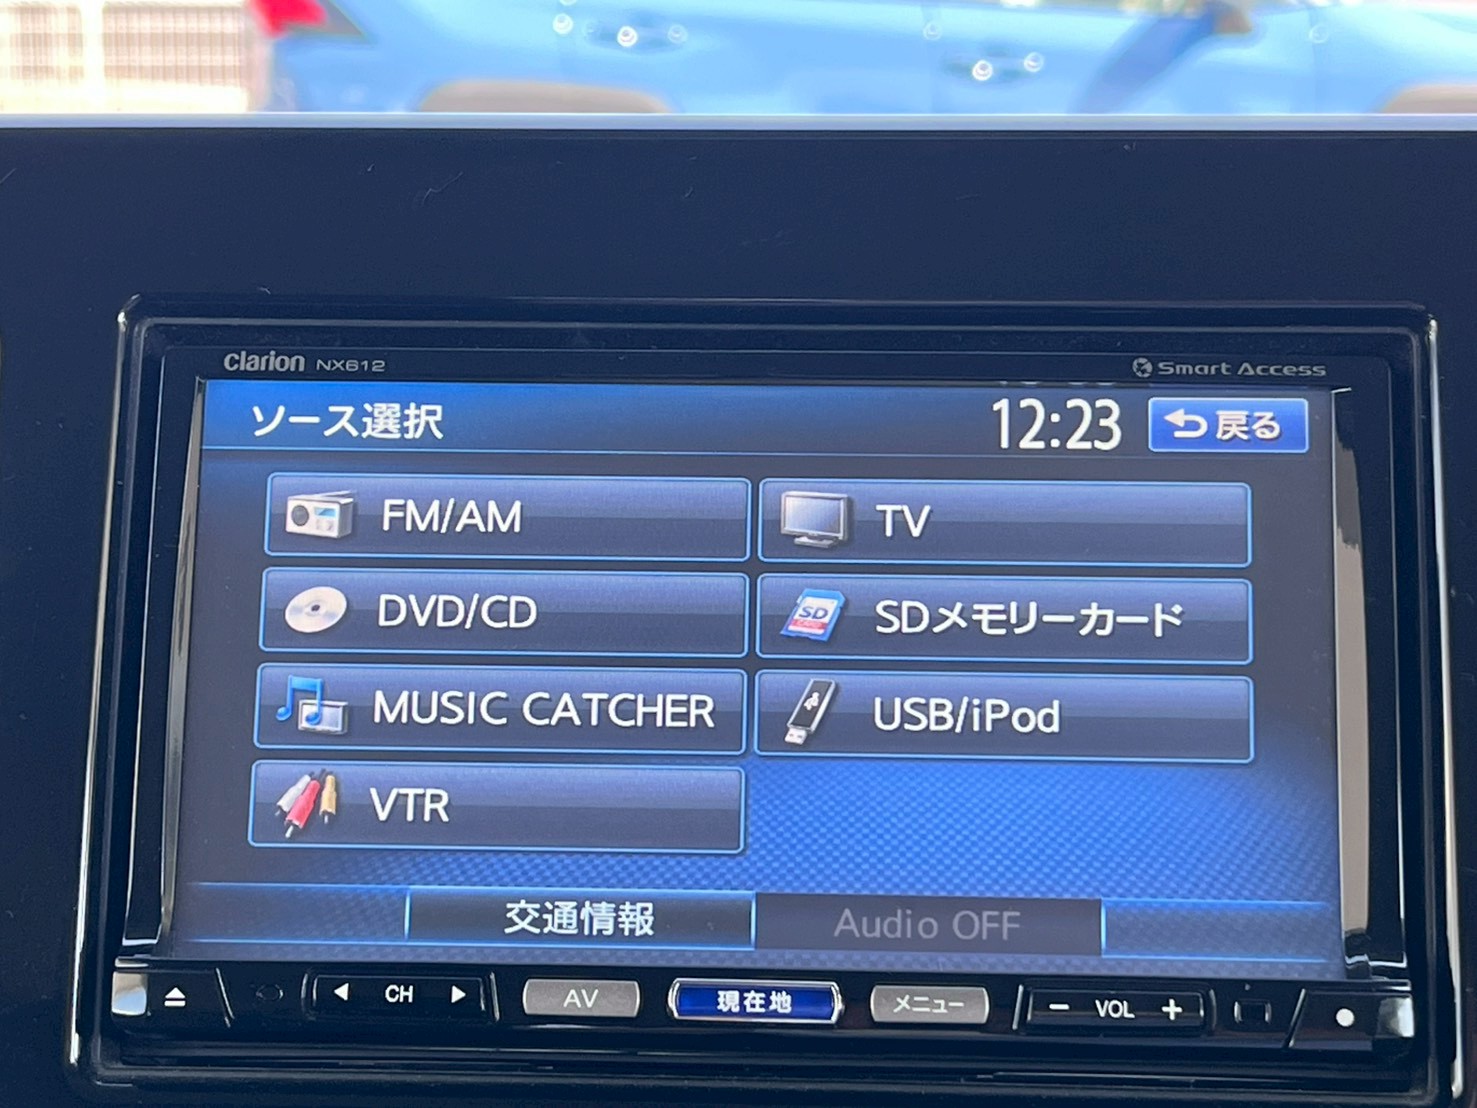 clarion NX612
Smart Access
ソース選択
12:23
戻る
FM/AM
TV
DVD/CD
SD
SDメモリーカード
MUSIC CATCHER
USB/iPod
VTR
交通情報
Audio OFF
CH
AV
現在地
メニュー
− VOL +